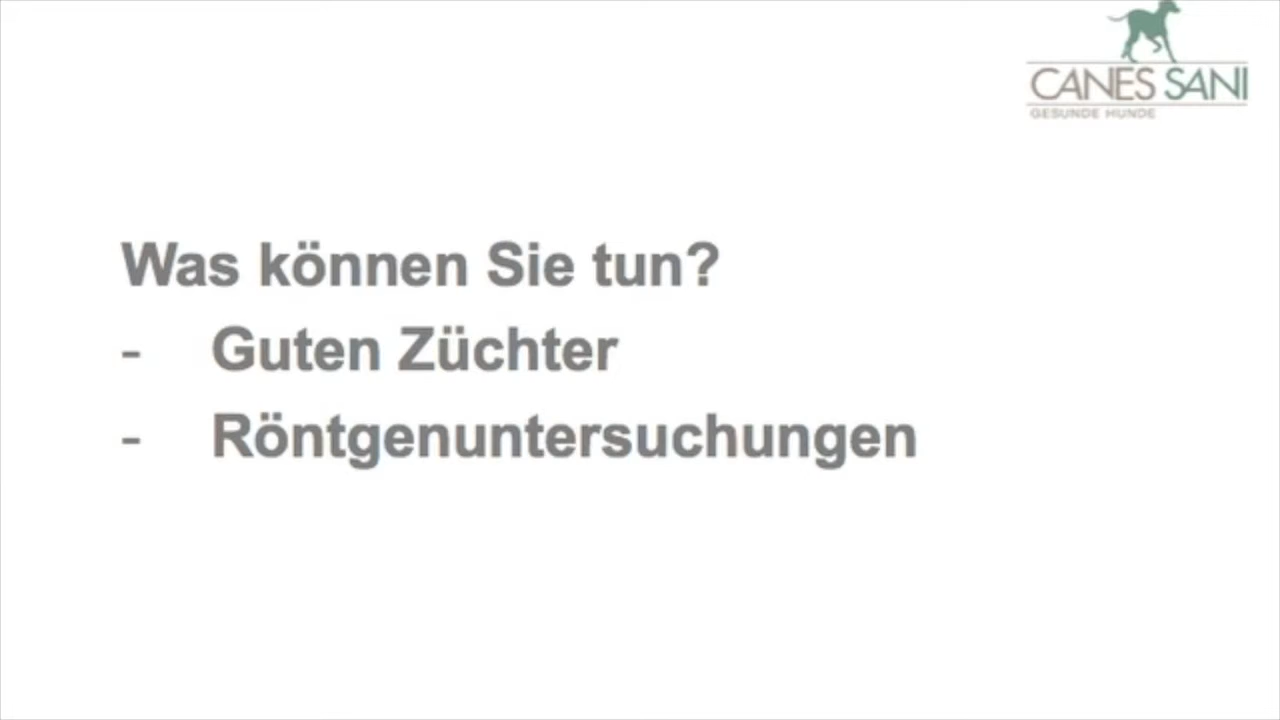 CANES SANI
GESUNDE HUNDE
Was können Sie tun?
- Guten Züchter
- Röntgenuntersuchungen